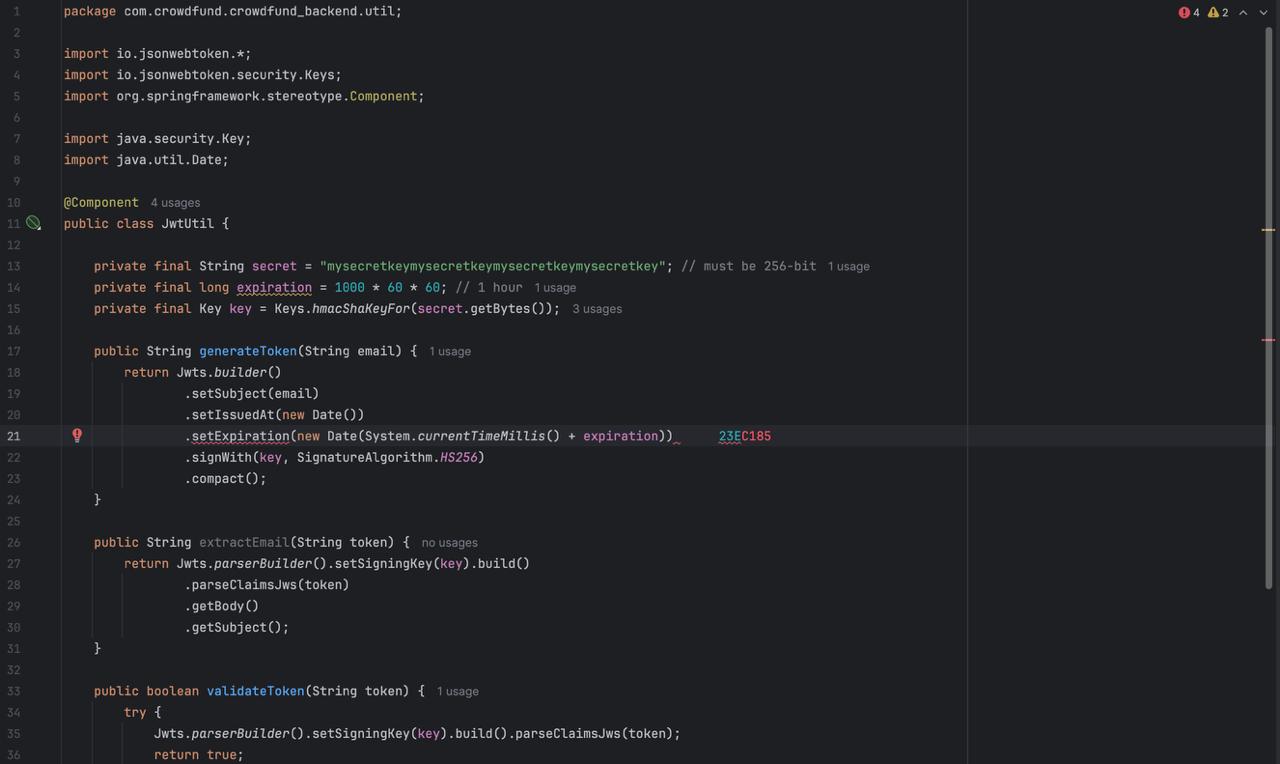 4 2
1 package com.crowdfund.crowdfund_backend.util;
2
3 import io.jsonwebtoken.*;
4 import io.jsonwebtoken.security.Keys;
5 import org.springframework.stereotype.Component;
6
7 import java.security.Key;
8 import java.util.Date;
9
10 @Component 4 usages
11 public class JwtUtil {
12
13     private final String secret = "mysecretkeymysecretkeymysecretkeymysecretkey"; // must be 256-bit 1 usage
14     private final long expiration = 1000 * 60 * 60; // 1 hour 1 usage
15     private final Key key = Keys.hmacShaKeyFor(secret.getBytes()); 3 usages
16
17     public String generateToken(String email) { 1 usage
18         return Jwts.builder()
19                 .setSubject(email)
20                 .setIssuedAt(new Date())
21                 .setExpiration(new Date(System.currentTimeMillis() + expiration))     23EC185
22                 .signWith(key, SignatureAlgorithm.HS256)
23                 .compact();
24     }
25
26     public String extractEmail(String token) { no usages
27         return Jwts.parserBuilder().setSigningKey(key).build()
28                 .parseClaimsJws(token)
29                 .getBody()
30                 .getSubject();
31     }
32
33     public boolean validateToken(String token) { 1 usage
34         try {
35             Jwts.parserBuilder().setSigningKey(key).build().parseClaimsJws(token);
36             return true;